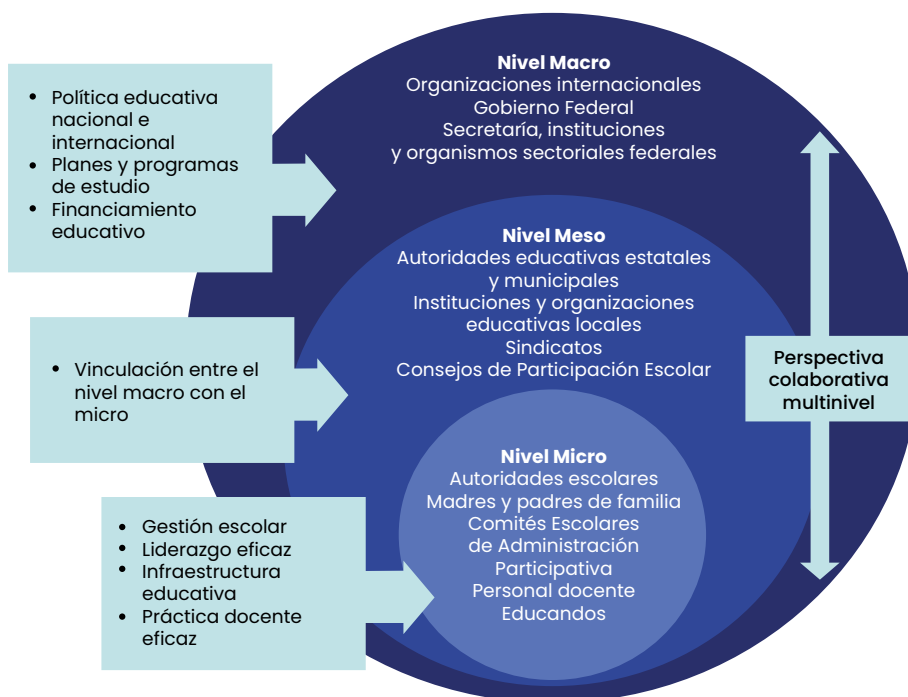 Nivel Macro
Organizaciones internacionales
Gobierno Federal
Secretaría, instituciones
y organismos sectoriales federales
• Política educativa
nacional e
internacional
• Planes y programas
de estudio
• Financiamiento
educativo
Nivel Meso
Autoridades educativas estatales
y municipales
Instituciones y organizaciones
educativas locales
Sindicatos
Consejos de Participación Escolar
• Vinculación entre el
nivel macro con el
micro
Perspectiva
colaborativa
multinivel
Nivel Micro
Autoridades escolares
Madres y padres de familia
Comités Escolares
de Administración
Participativa
Personal docente
Educandos
• Gestión escolar
• Liderazgo eficaz
• Infraestructura
educativa
• Práctica docente
eficaz